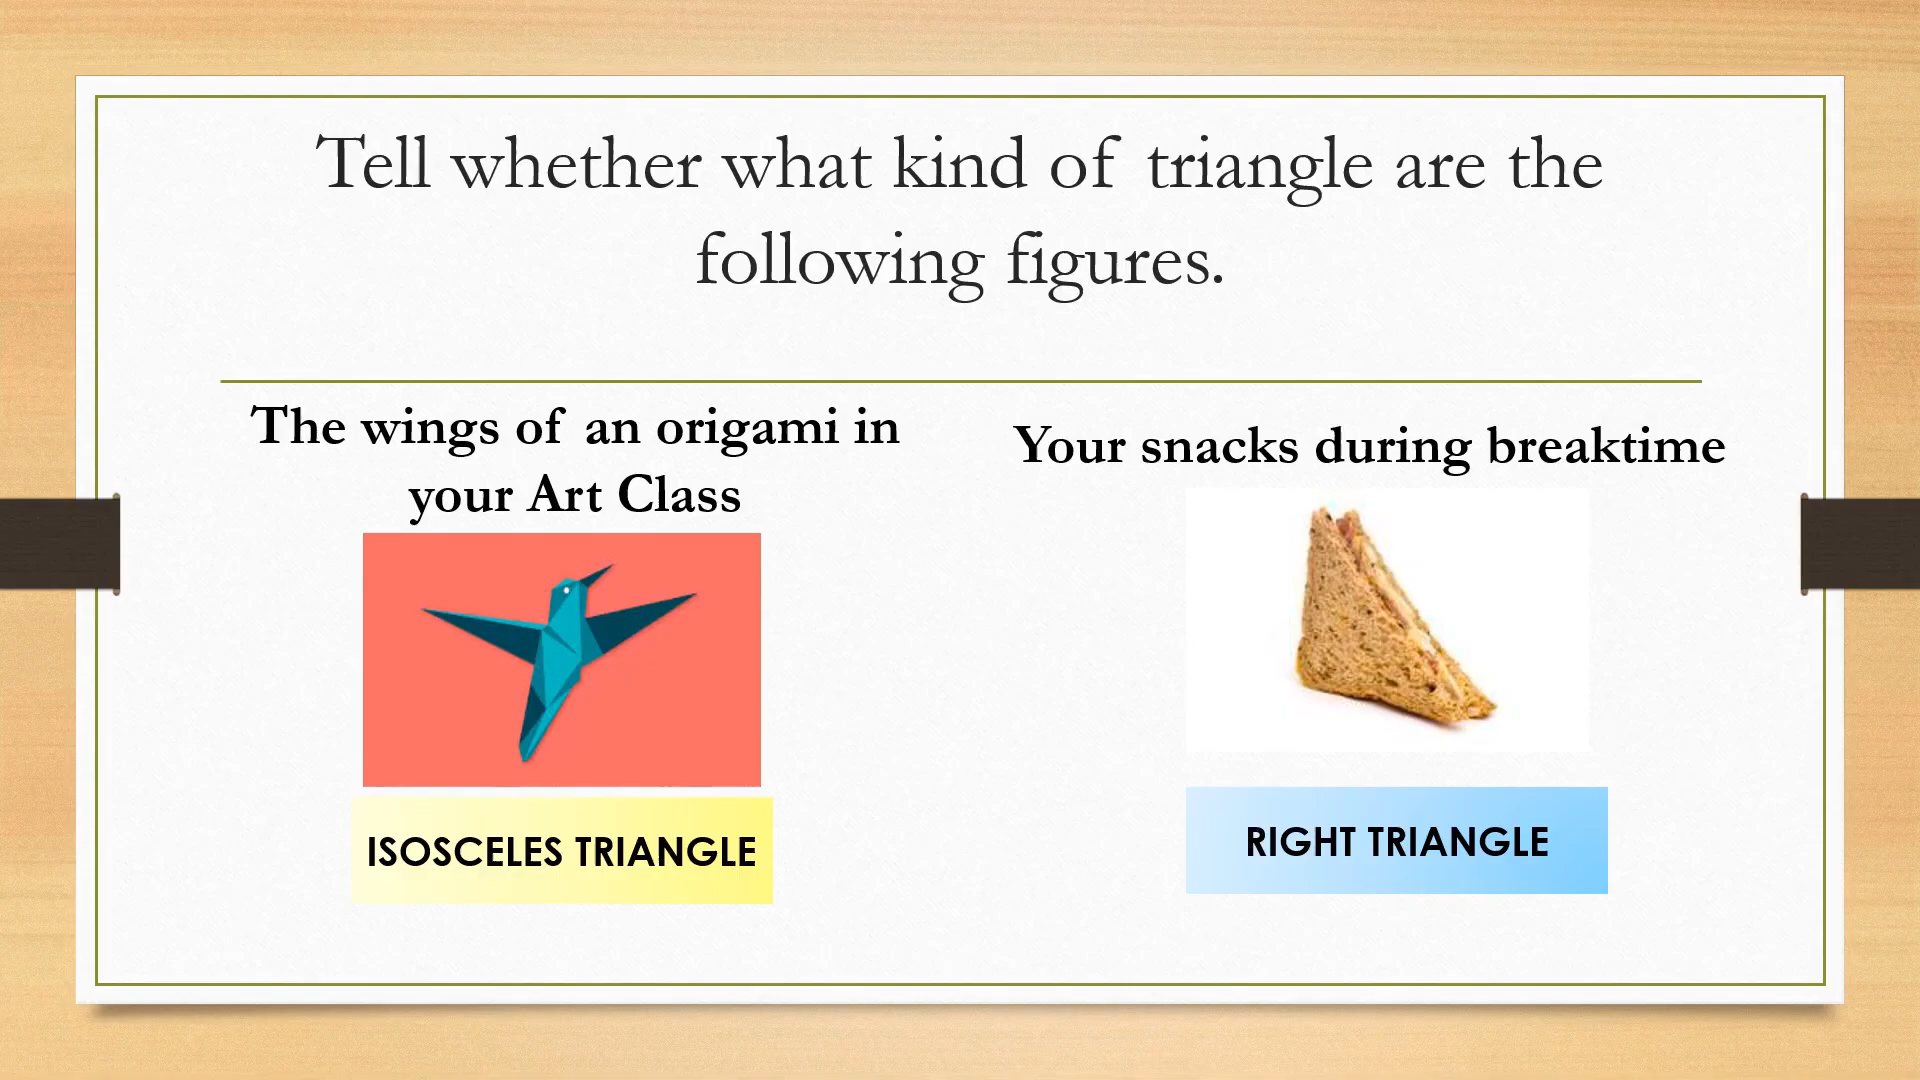 Tell whether what kind of triangle are the
following figures.
The wings of an origami in
your Art Class
ISOSCELES TRIANGLE
Your snacks during breaktime
RIGHT TRIANGLE